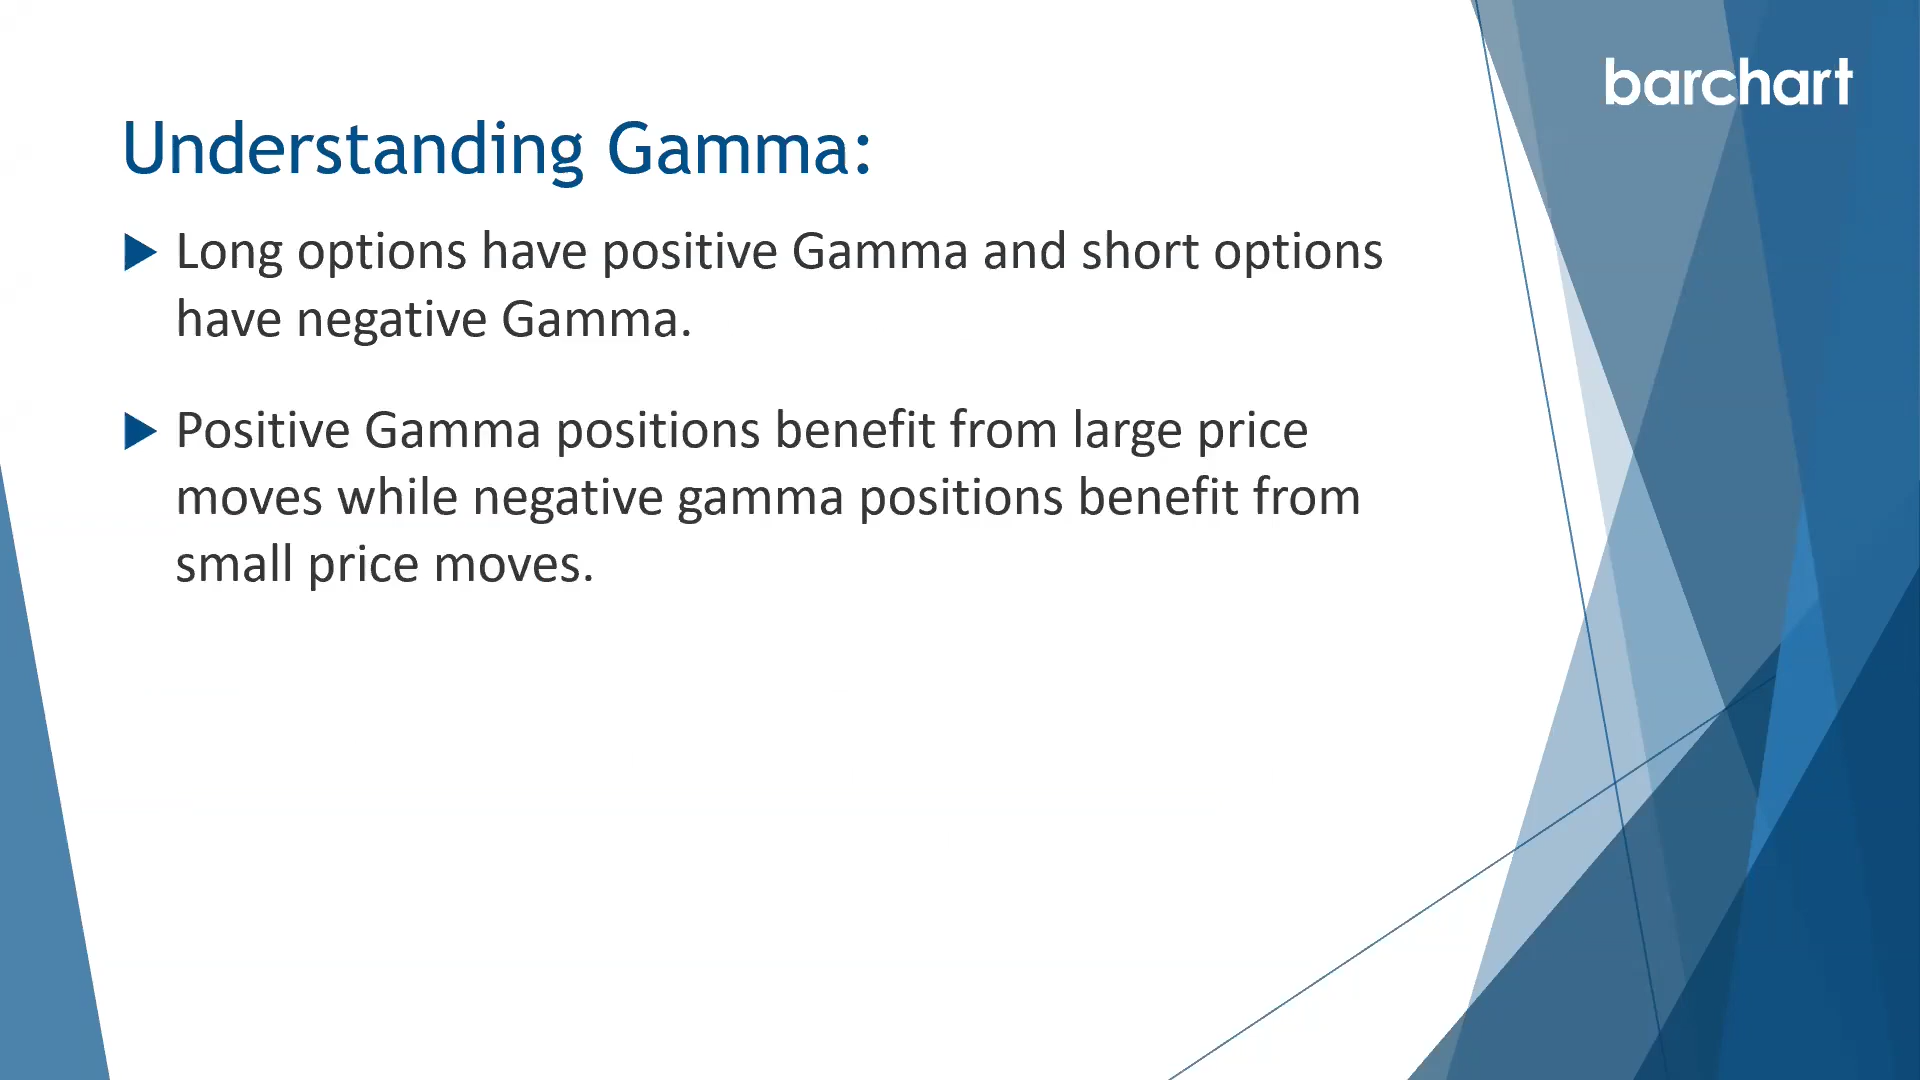 barchart
Understanding Gamma:
Long options have positive Gamma and short options
have negative Gamma.
Positive Gamma positions benefit from large price
moves while negative gamma positions benefit from
small price moves.